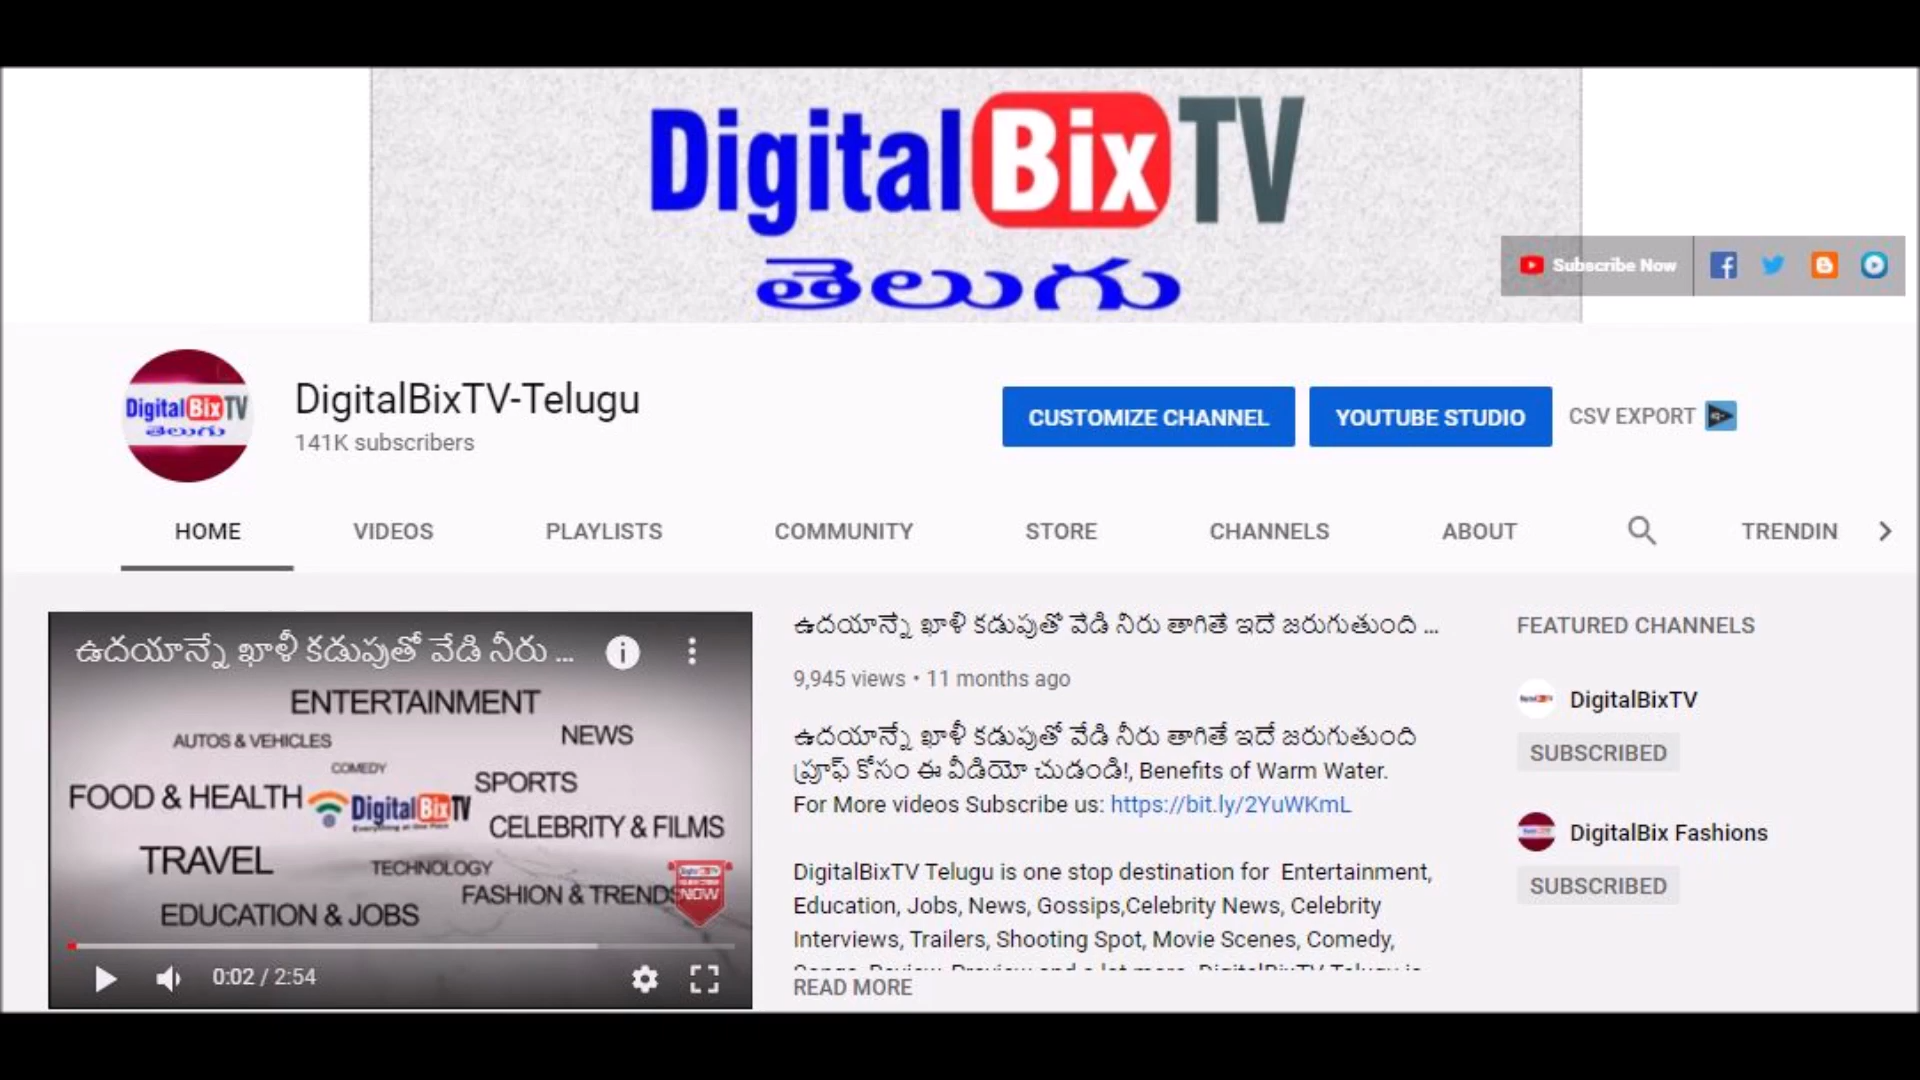 DigitalBixTV
తెలుగు
Subscribe Now
DigitalBixTV
తెలుగు
DigitalBixTV-Telugu
141K subscribers
CUSTOMIZE CHANNEL
YOUTUBE STUDIO
CSV EXPORT
HOME
VIDEOS
PLAYLISTS
COMMUNITY
STORE
CHANNELS
ABOUT
TRENDIN
ఉదయాన్నే ఖాళీ కడుపుతో వేడి నీరు ...
ENTERTAINMENT
AUTOS & VEHICLES
NEWS
COMEDY
SPORTS
FOOD & HEALTH
DigitalBixTV
CELEBRITY & FILMS
TRAVEL
TECHNOLOGY
FASHION & TRENDS
NOW
EDUCATION & JOBS
0:02 / 2:54
ఉదయాన్నే ఖాళీ కడుపుతో వేడి నీరు తాగితే ఇదే జరుగుతుంది ...
9,945 views • 11 months ago
ఉదయాన్నే ఖాళీ కడుపుతో వేడి నీరు తాగితే ఇదే జరుగుతుంది
ప్రూఫ్ కోసం ఈ వీడియో చుడండి!, Benefits of Warm Water.
For More videos Subscribe us: https://bit.ly/2YuWKmL
DigitalBixTV Telugu is one stop destination for Entertainment,
Education, Jobs, News, Gossips,Celebrity News, Celebrity
Interviews, Trailers, Shooting Spot, Movie Scenes, Comedy,
READ MORE
FEATURED CHANNELS
DigitalBixTV
SUBSCRIBED
DigitalBix Fashions
SUBSCRIBED